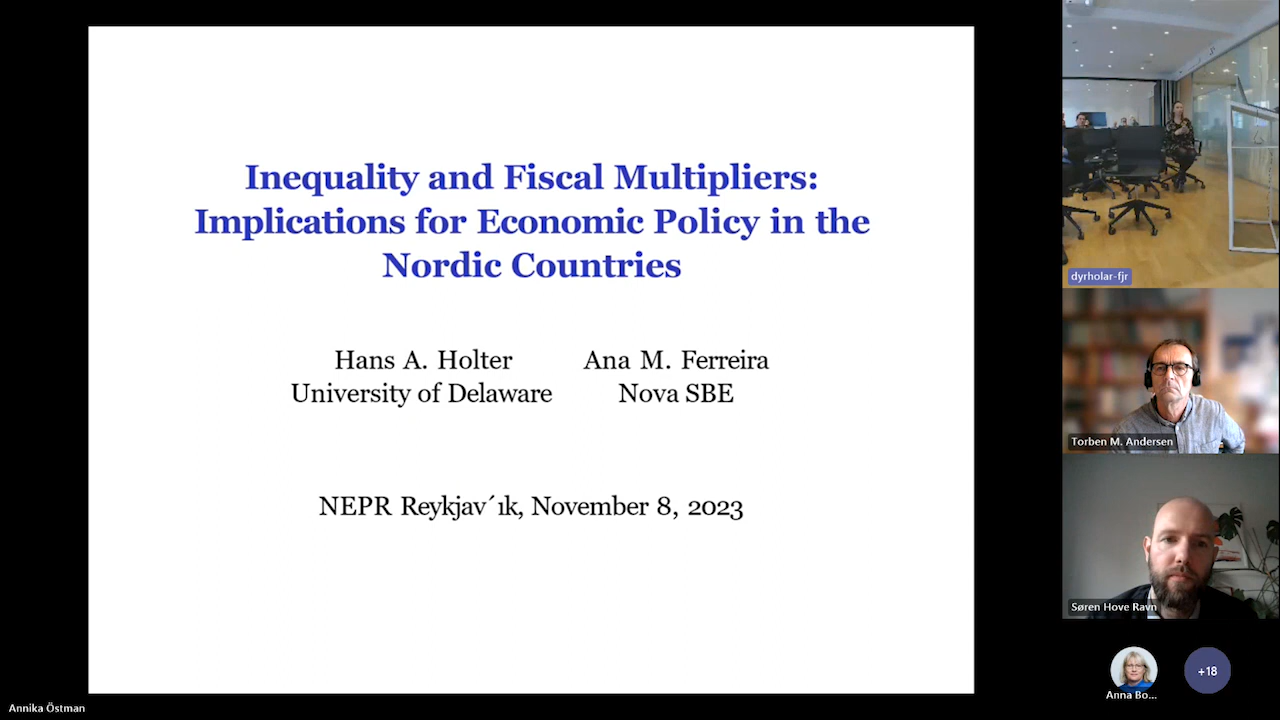 Inequality and Fiscal Multipliers:
Implications for Economic Policy in the
Nordic Countries
Hans A. Holter
Ana M. Ferreira
University of Delaware
Nova SBE
NEPR Reykjav´ık, November 8, 2023
dyrholar-fjr
Torben M. Andersen
Søren Hove Ravn
Anna Bo...
+18
Annika Östman